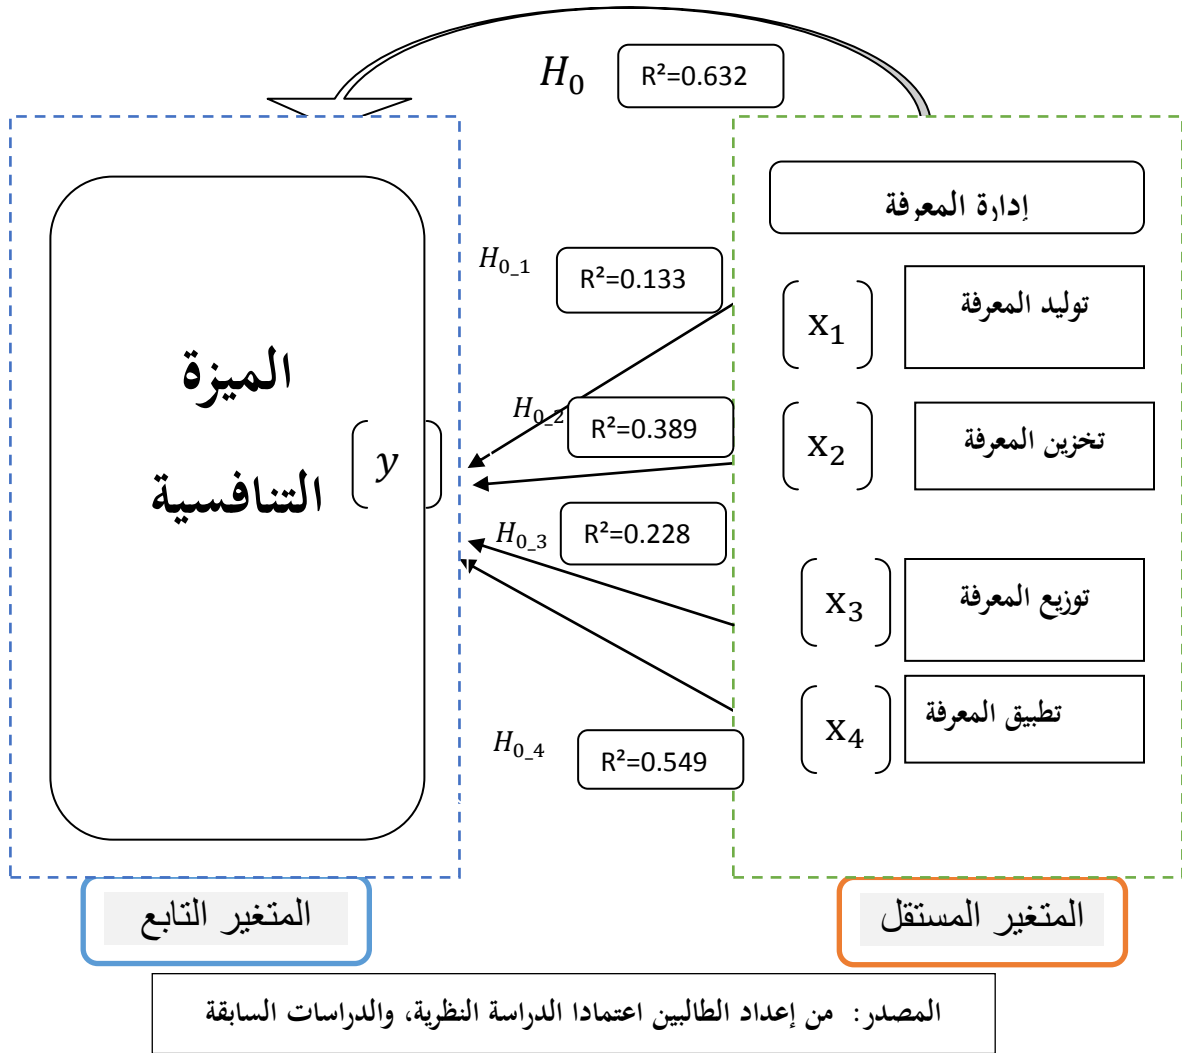 H₀ R²=0.632
إدارة المعرفة
H₀_₁ R²=0.133
x₁ توليد المعرفة
الميزة
التنافسية
y
H₀_₂ R²=0.389
x₂ تخزين المعرفة
H₀_₃ R²=0.228
x₃ توزيع المعرفة
x₄ تطبيق المعرفة
H₀_₄ R²=0.549
المتغير المستقل
المتغير التابع
المصدر: من إعداد الطالبين اعتمادا الدراسة النظرية، والدراسات السابقة